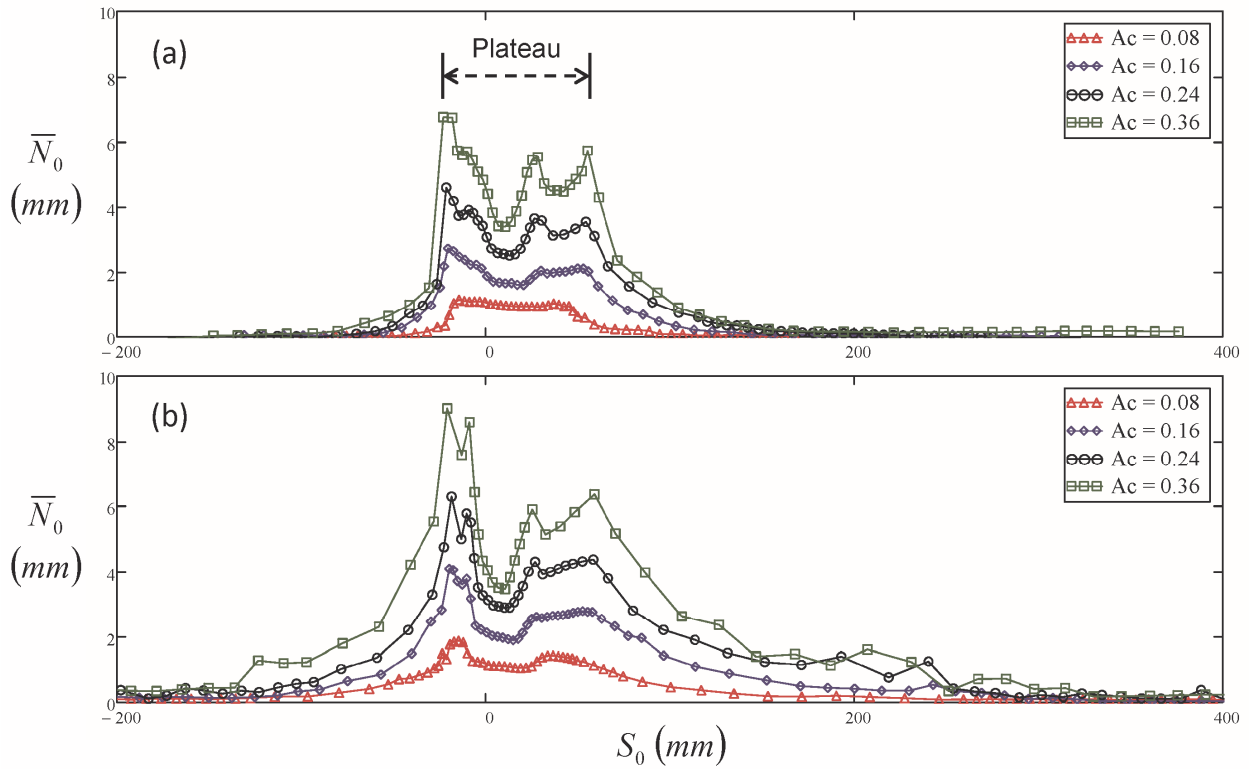 10
(a)
Plateau
Ac = 0.08
Ac = 0.16
Ac = 0.24
Ac = 0.36
8
6
N̅₀
(mm)
4
2
0
−200
0
200
400
10
(b)
Ac = 0.08
Ac = 0.16
Ac = 0.24
Ac = 0.36
8
6
N̅₀
(mm)
4
2
0
−200
0
200
400
S₀ (mm)